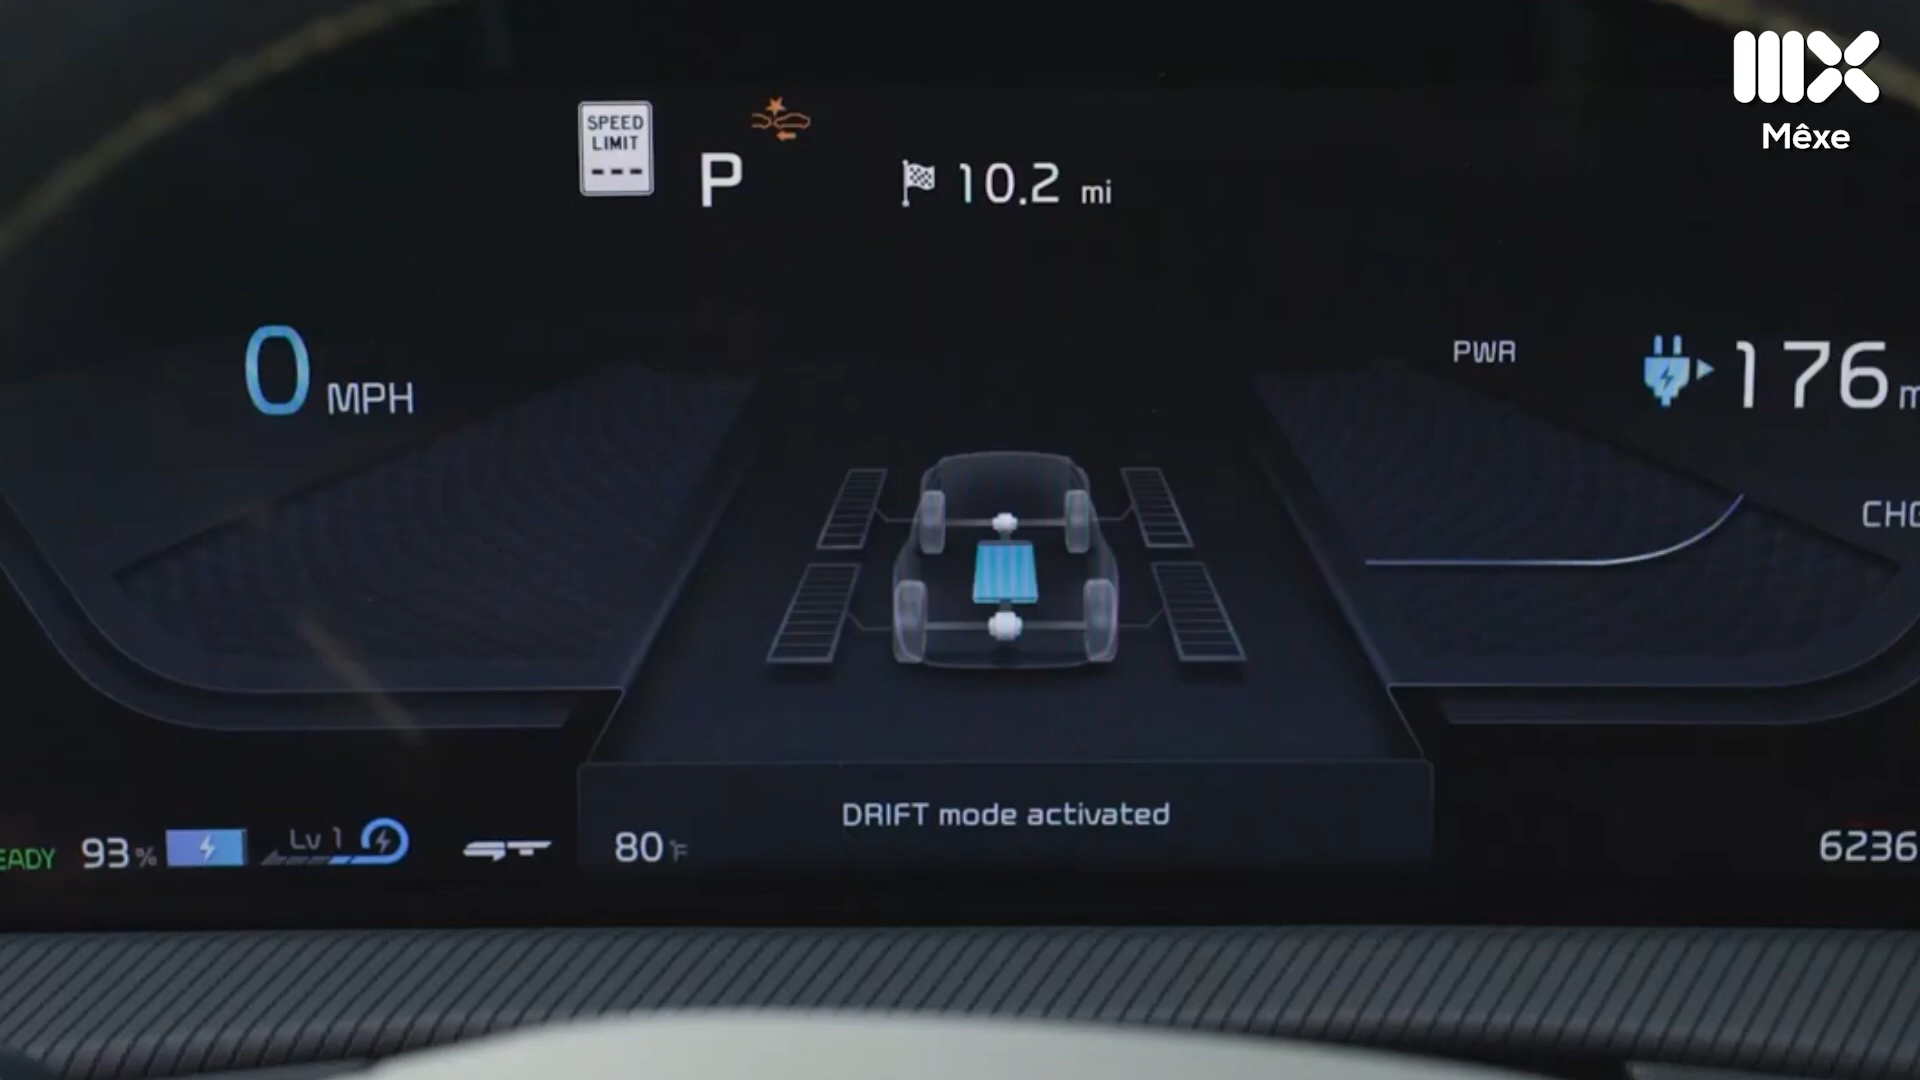 Mêxe
SPEED
LIMIT
---
P
10.2 mi
0 MPH
PWR
176
DRIFT mode activated
93%
Lv 1
80°F
6236